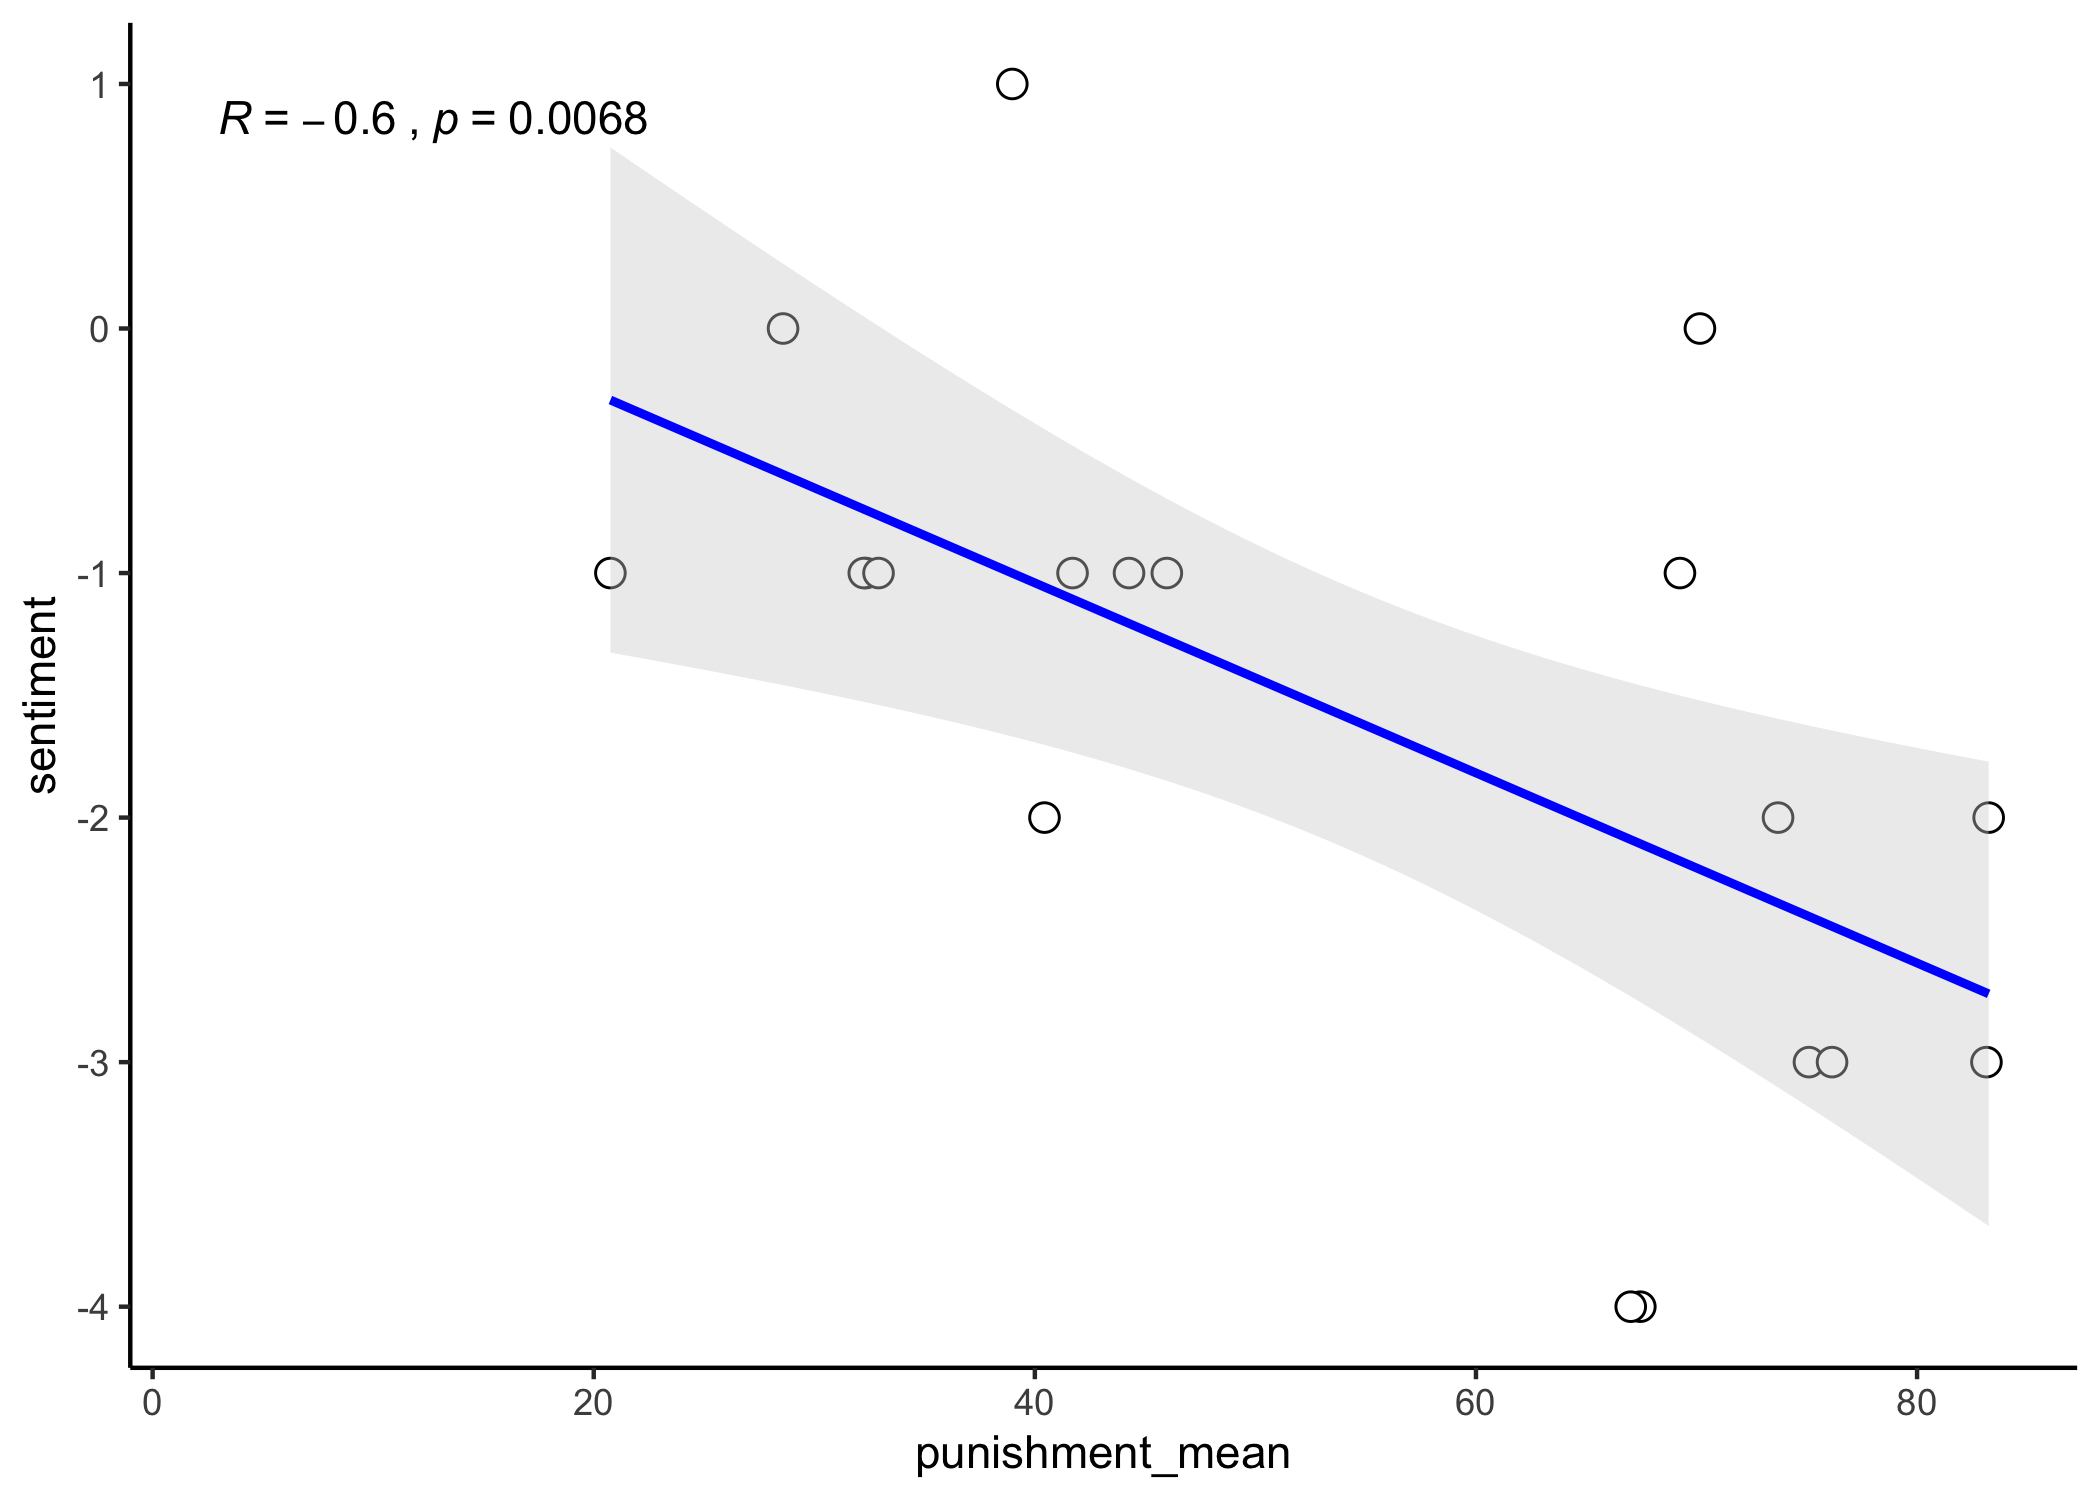 R = − 0.6 , p = 0.0068
1
0
-1
-2
-3
-4
sentiment
0 20 40 60 80
punishment_mean